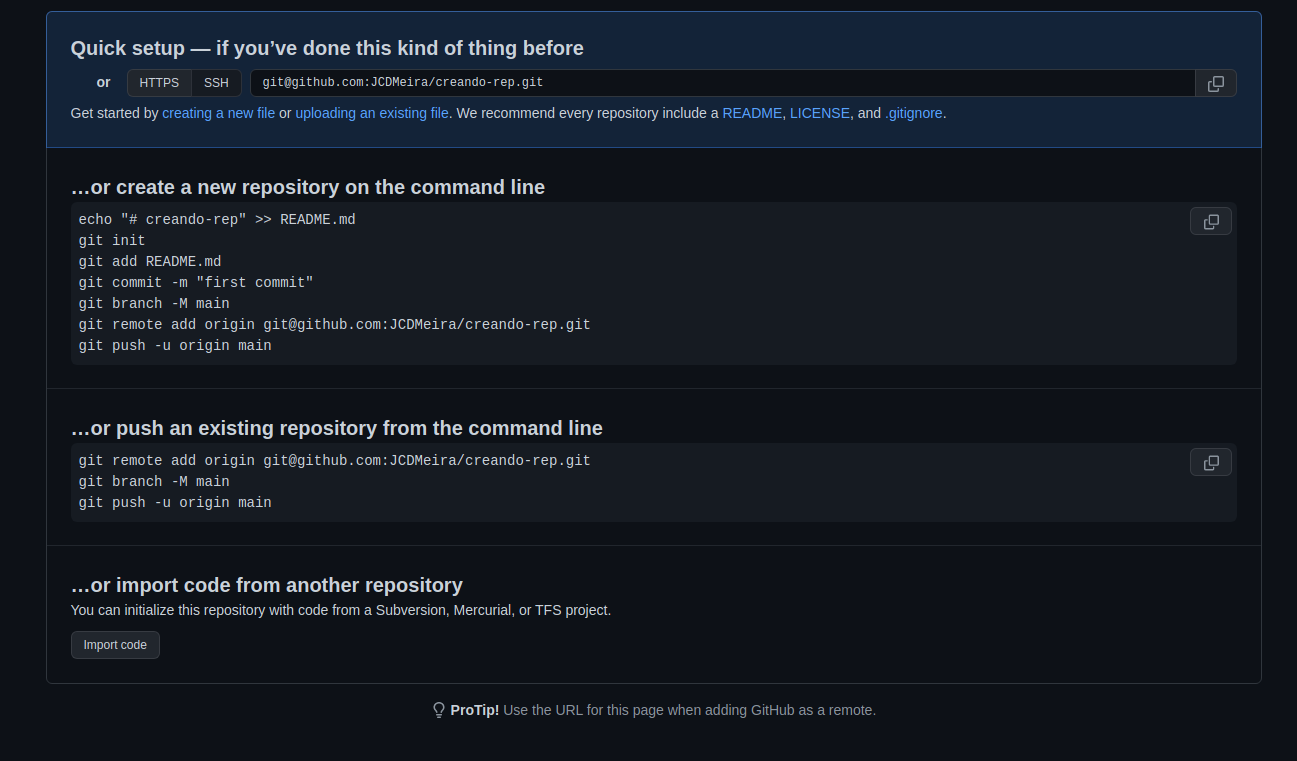 Quick setup — if you’ve done this kind of thing before
or HTTPS SSH git@github.com:JCDMeira/creando-rep.git
Get started by creating a new file or uploading an existing file. We recommend every repository include a README, LICENSE, and .gitignore.
…or create a new repository on the command line
echo "# creando-rep" >> README.md
git init
git add README.md
git commit -m "first commit"
git branch -M main
git remote add origin git@github.com:JCDMeira/creando-rep.git
git push -u origin main
…or push an existing repository from the command line
git remote add origin git@github.com:JCDMeira/creando-rep.git
git branch -M main
git push -u origin main
…or import code from another repository
You can initialize this repository with code from a Subversion, Mercurial, or TFS project.
Import code
ProTip! Use the URL for this page when adding GitHub as a remote.